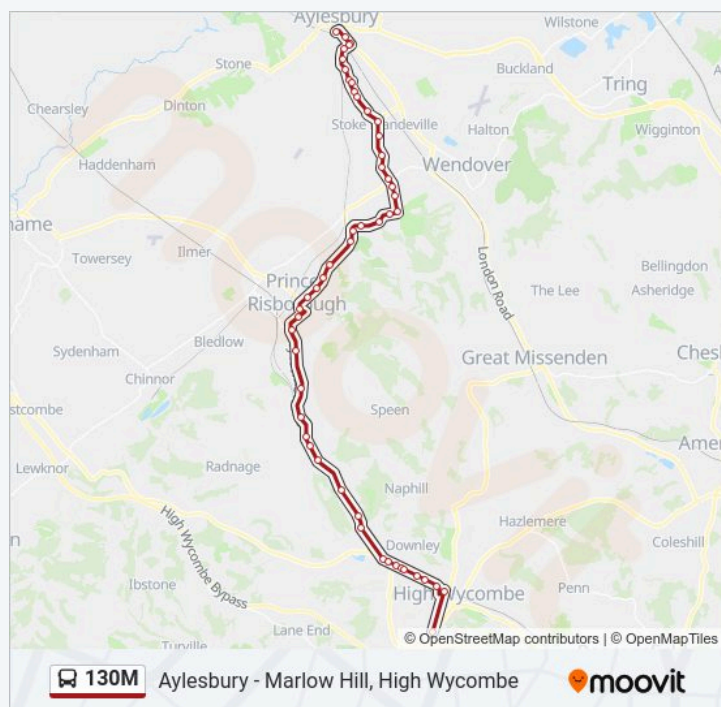 Aylesbury
Wilstone
Stone
Buckland
Tring
Chearsley
Dinton
Stoke Mandeville
Halton
Wigginton
Haddenham
Wendover
ame
Towersey
Ilmer
Princes
Risborough
London Road
Bellingdon
The Lee
Asheridge
Bledlow
Sydenham
Great Missenden
Ches
Chinnor
stcombe
Speen
Amer
Lewknor
Radnage
Naphill
High Wycombe Bypass
Hazlemere
Downley
Coleshill
Ibstone
High Wycombe
Penn
Lane End
Turville
© OpenStreetMap contributors | © OpenMapTiles
130M Aylesbury - Marlow Hill, High Wycombe moovit